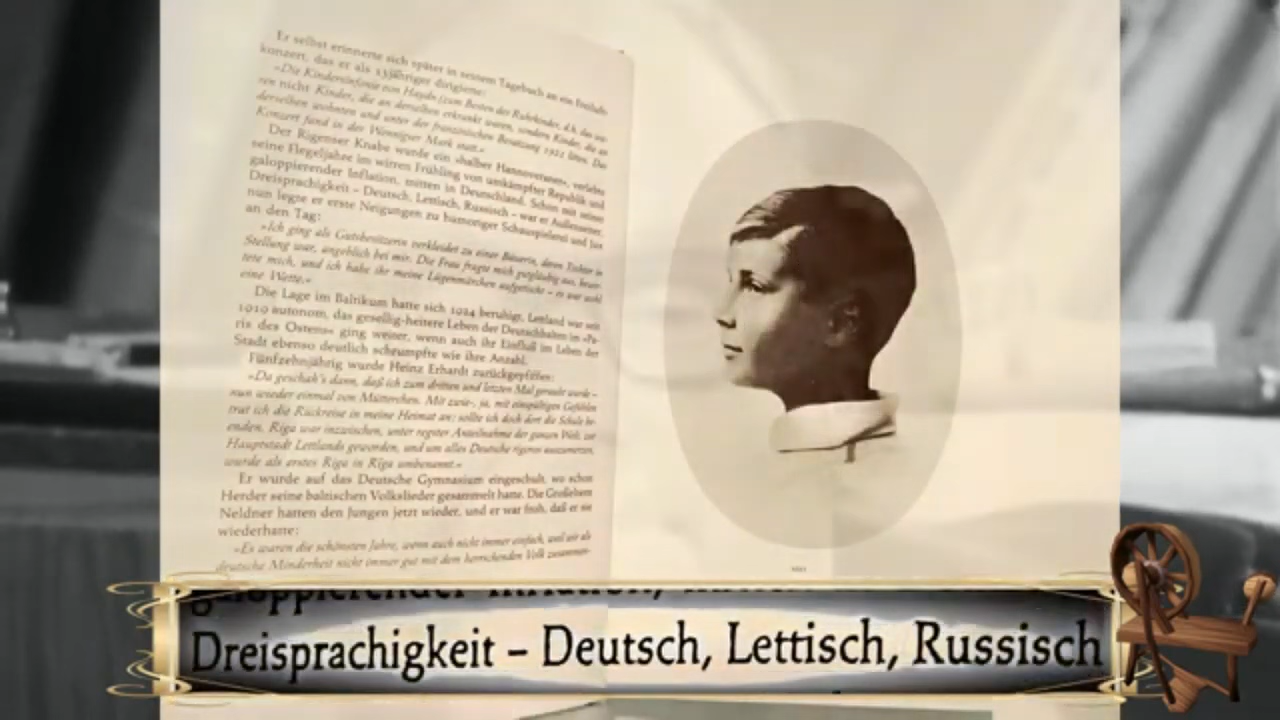 Er selbst erinnerte sich später in seinem Tagebuch an ein Freiluft-
konzert, das er als 13jähriger dirigierte:
»Die Kindersinfonie von Haydn (zum Besten der Ruhrkinder, d.h. das wa-
ren nicht Kinder, die an derselben erkrankt waren, sondern Kinder, die an
derselben wohnten und unter der französischen Besatzung 1922 litten. Das
Konzert fand in der Wennigser Mark statt.«
Der Rigenser Knabe wurde ein »halber Hannoveraner«, verlebte
seine Flegeljahre im wirren Frühling von umkämpfter Republik und
galoppierender Inflation, mitten in Deutschland. Schon mit seiner
Dreisprachigkeit – Deutsch, Lettisch, Russisch – war er Außenseiter,
nun legte er erste Neigungen zu humoriger Schauspielerei und Jux
an den Tag:
»Ich ging als Gutsbesitzerin verkleidet zu einer Bäuerin, deren Tochter in
Stellung war, angeblich bei mir. Die Frau fragte mich gutgläubig aus, bewir-
tete mich, und ich habe ihr meine Lügenmärchen aufgetischt – es war wohl
eine Wette.«
Die Lage im Baltikum hatte sich 1924 beruhigt, Lettland war seit
1919 autonom, das gesellig-heitere Leben der Deutschbalten im »Pa-
ris des Ostens« ging weiter, wenn auch ihr Einfluß im Leben der
Stadt ebenso deutlich schrumpfte wie ihre Anzahl.
Fünfzehnjährig wurde Heinz Erhardt zurückgepfiffen:
»Da geschah's dann, daß ich zum dritten und letzten Mal geraubt wurde –
nun wieder einmal von Mütterchen. Mit zwie-, ja, mit einspältigen Gefühlen
trat ich die Rückreise in meine Heimat an; sollte ich doch dort die Schule be-
enden. Riga war inzwischen, unter regster Anteilnahme der ganzen Welt, zur
Hauptstadt Lettlands geworden, und um alles Deutsche rigoros auszumerzen,
wurde als erstes Riga in Rīga umbenannt.«
Er wurde auf das Deutsche Gymnasium eingeschult, wo schon
Herder seine baltischen Volkslieder gesammelt hatte. Die Großeltern
Neldner hatten den Jungen jetzt wieder, und er war froh, daß er sie
wiederhatte:
»Es waren die schönsten Jahre, wenn auch nicht immer einfach, weil wir als
deutsche Minderheit nicht immer gut mit dem herrschenden Volk zusammen-
galoppierender Inflation,
Dreisprachigkeit – Deutsch, Lettisch, Russisch